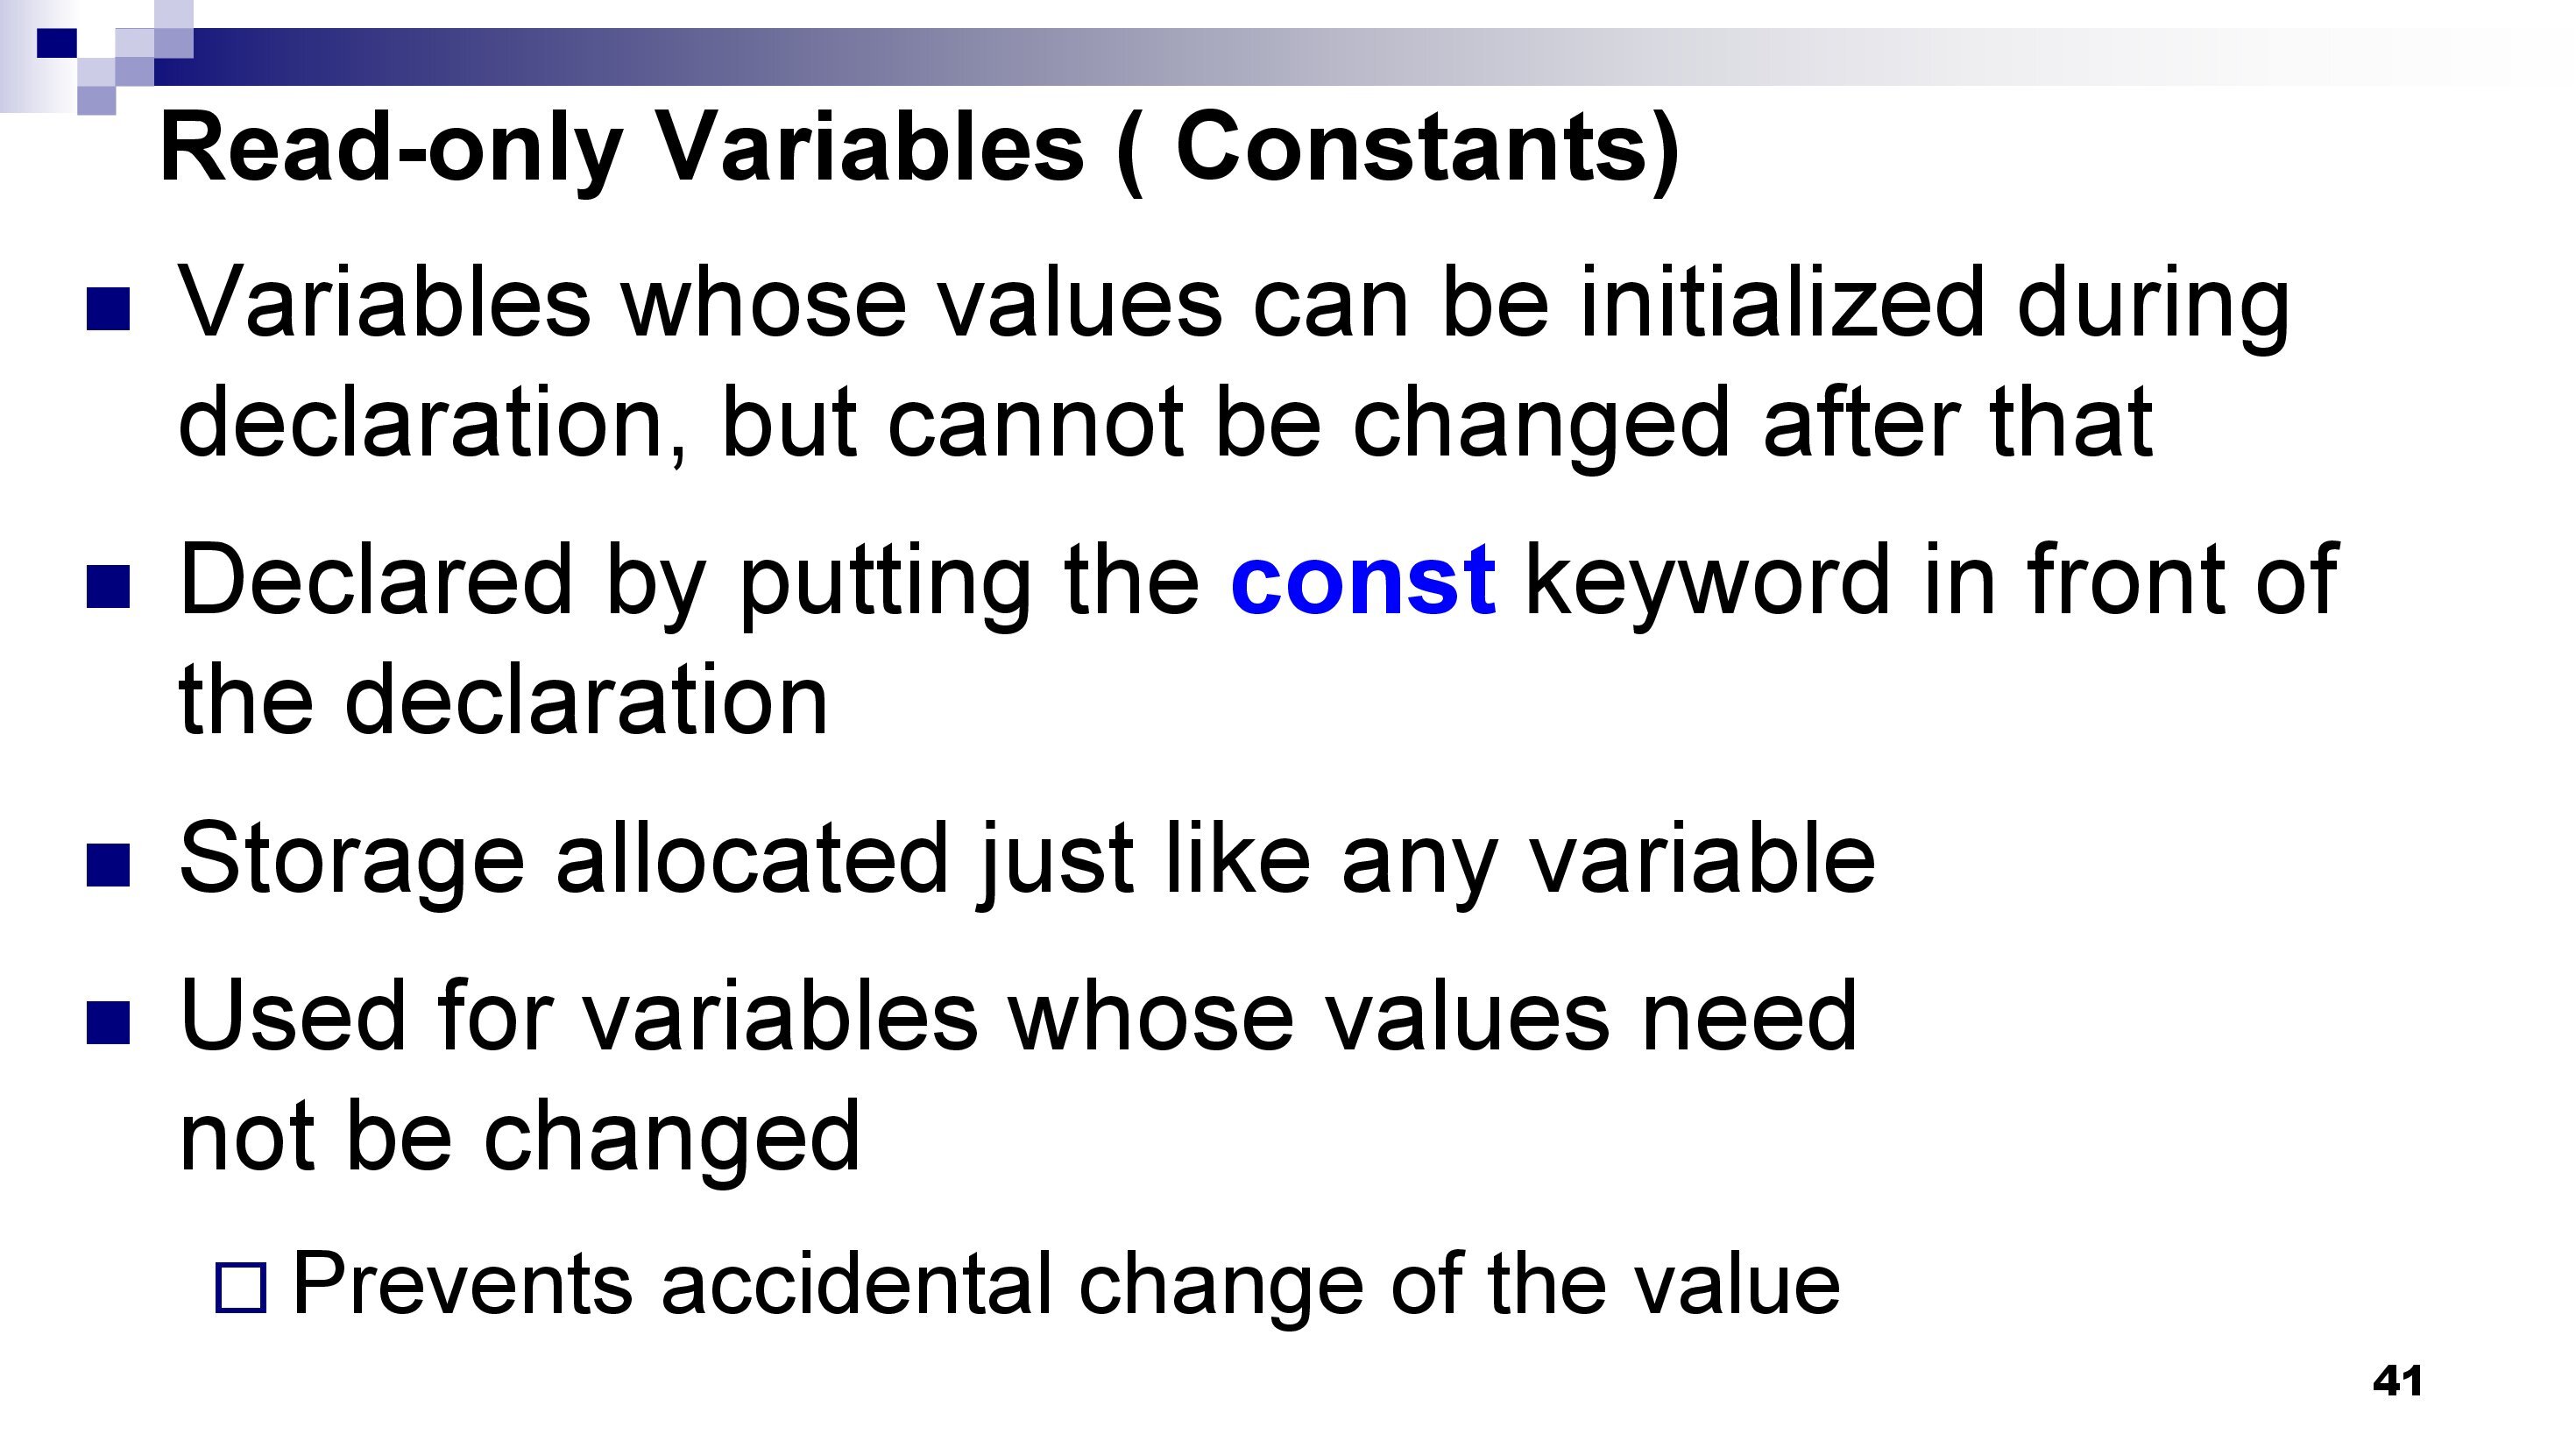 Read-only Variables ( Constants)
Variables whose values can be initialized during
declaration, but cannot be changed after that
Declared by putting the const keyword in front of
the declaration
Storage allocated just like any variable
Used for variables whose values need
not be changed
Prevents accidental change of the value
41